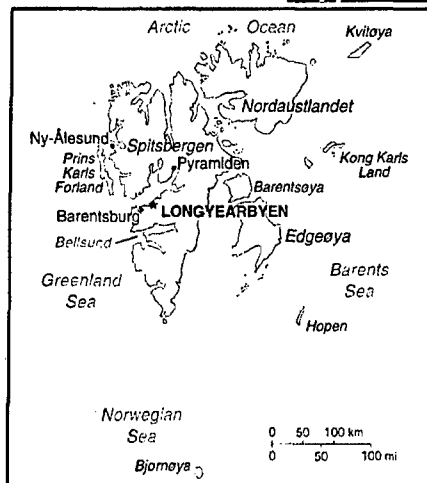 Arctic Ocean
Kvitøya
Nordaustlandet
Ny-Ålesund
Spitsbergen
Prins
Karls
Forland
Pyramiden
Kong Karls
Land
Barentsøya
LONGYEARBYEN
Barentsburg
Edgeøya
Bellsund
Greenland
Sea
Barents
Sea
Hopen
Norwegian
Sea
0 50 100 km
0 50 100 mi
Bjørnøya